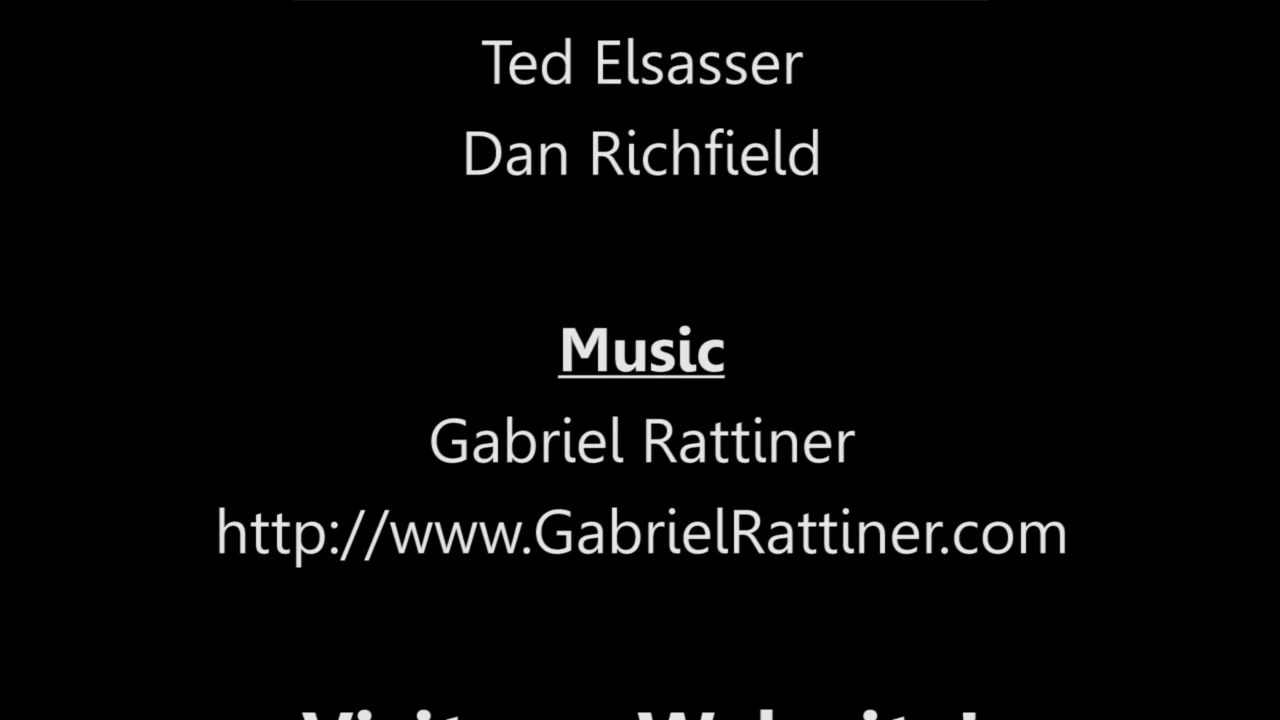 Ted Elsasser
Dan Richfield
Music
Gabriel Rattiner
http://www.GabrielRattiner.com